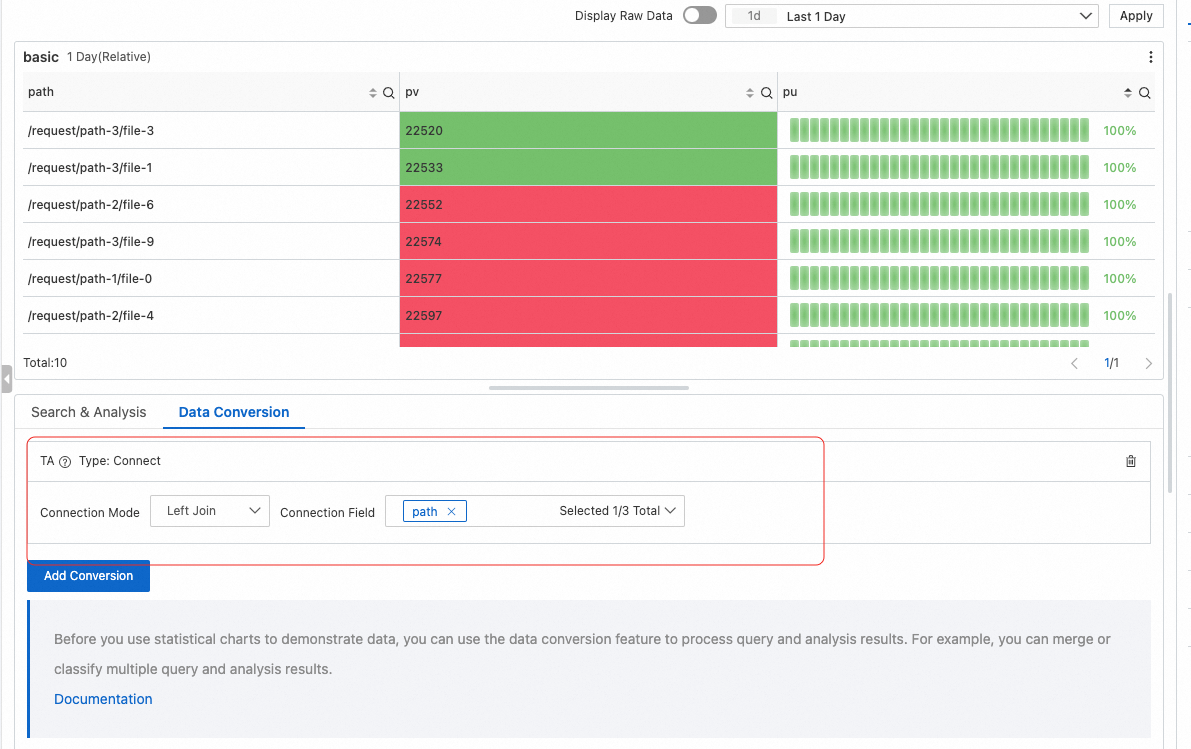 Display Raw Data 1d Last 1 Day Apply
basic 1 Day(Relative)
path pv pu
/request/path-3/file-3 22520 100%
/request/path-3/file-1 22533 100%
/request/path-2/file-6 22552 100%
/request/path-3/file-9 22574 100%
/request/path-1/file-0 22577 100%
/request/path-2/file-4 22597 100%
Total:10 1/1
Search & Analysis Data Conversion
TA ? Type: Connect
Connection Mode Left Join Connection Field path × Selected 1/3 Total
Add Conversion
Before you use statistical charts to demonstrate data, you can use the data conversion feature to process query and analysis results. For example, you can merge or
classify multiple query and analysis results.
Documentation